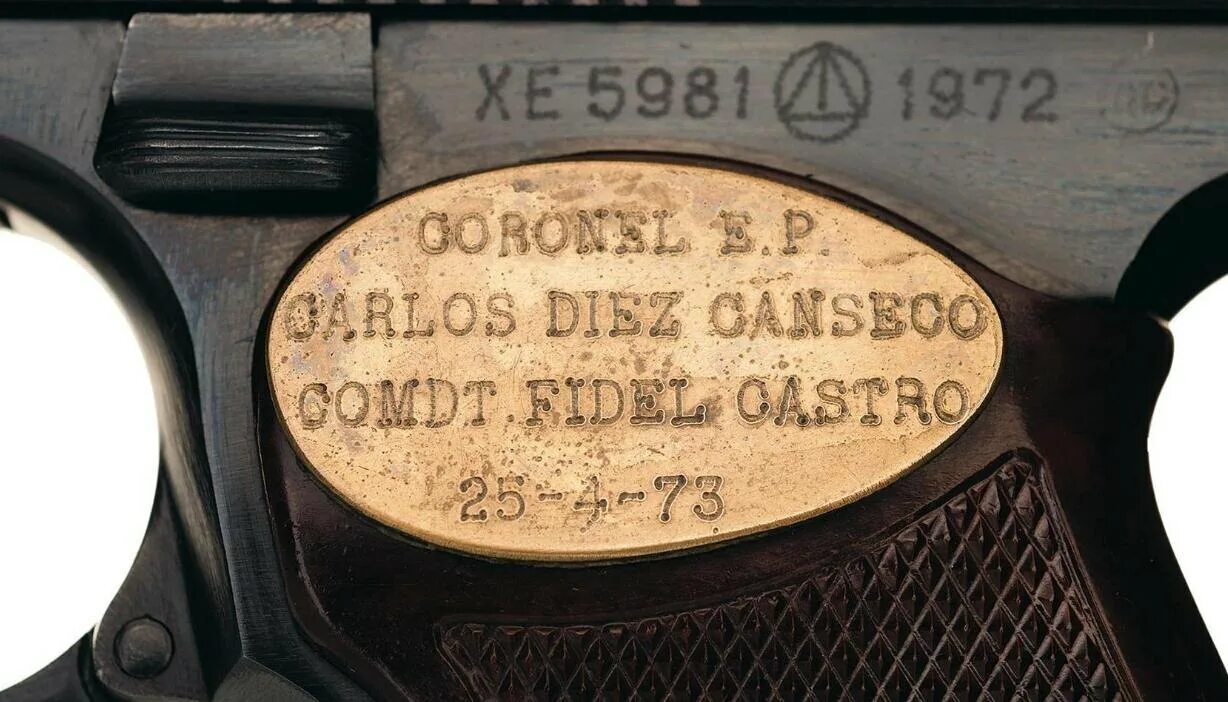 XE 5981 1972
CORONEL E.P.
CARLOS DIEZ CANSECO
COMDT. FIDEL CASTRO
25-4-73